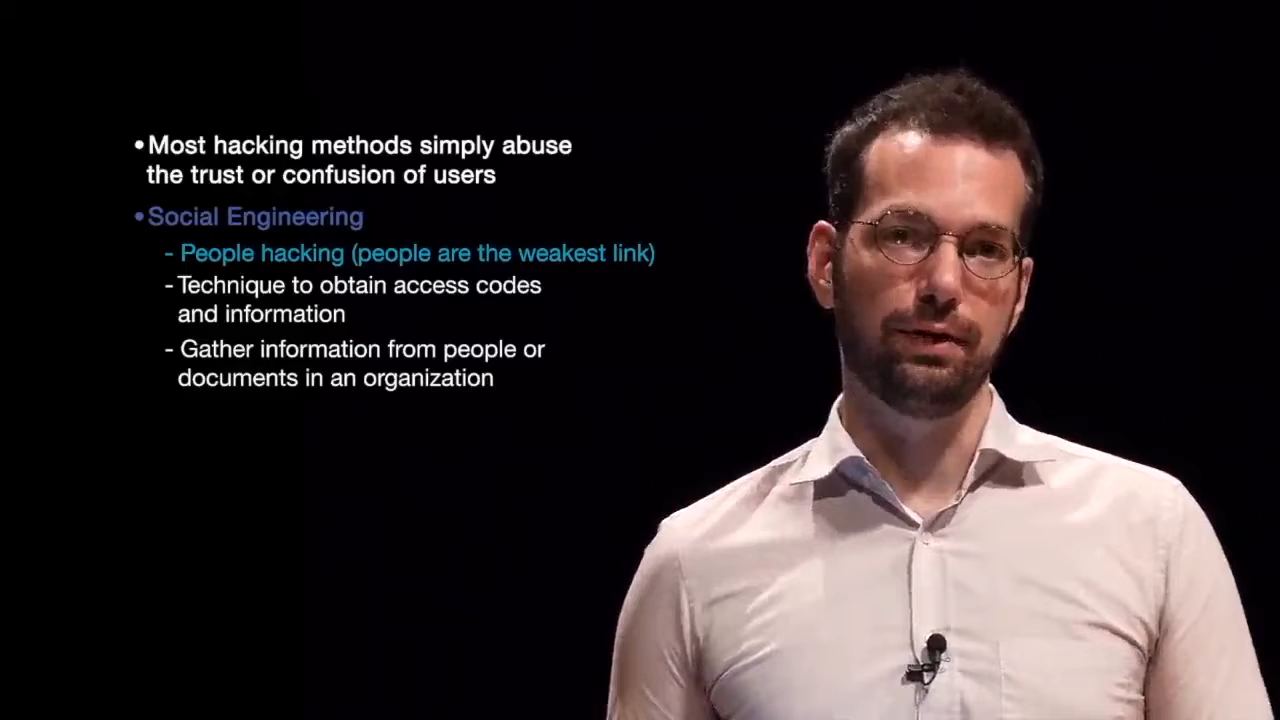 •Most hacking methods simply abuse
the trust or confusion of users
•Social Engineering
- People hacking (people are the weakest link)
- Technique to obtain access codes
and information
- Gather information from people or
documents in an organization